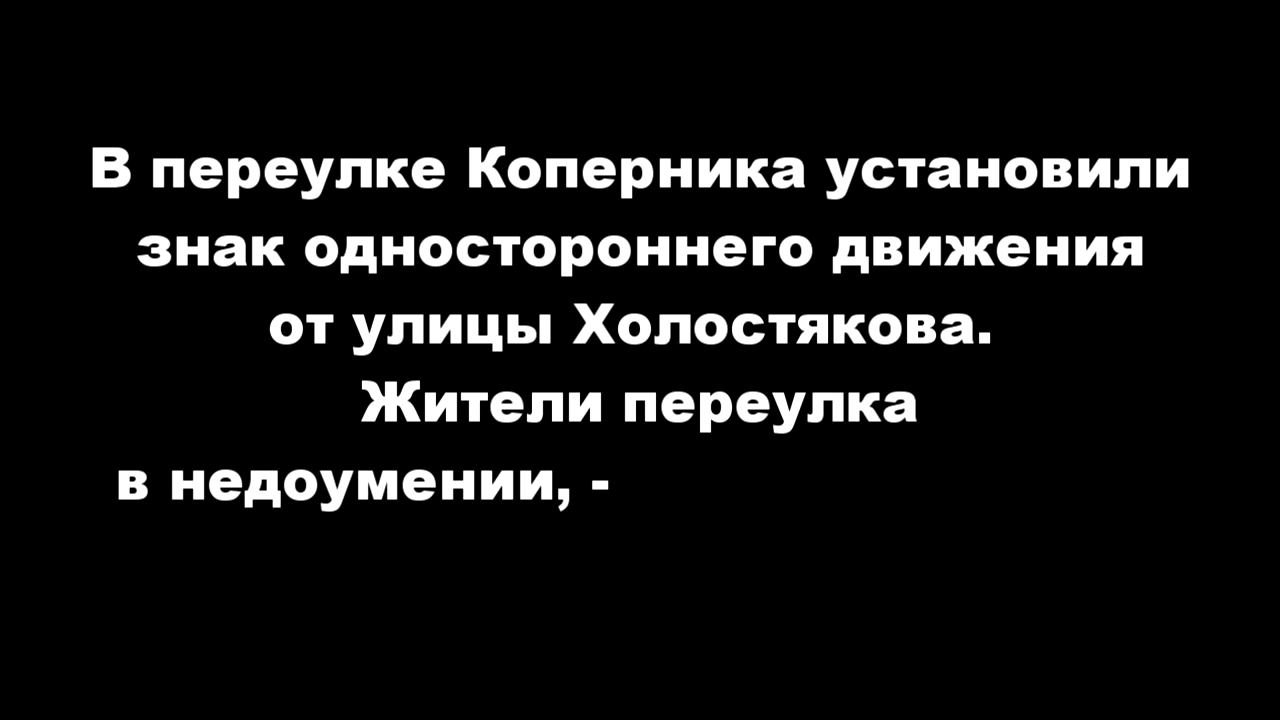 В переулке Коперника установили
знак одностороннего движения
от улицы Холостякова.
Жители переулка
в недоумении, -